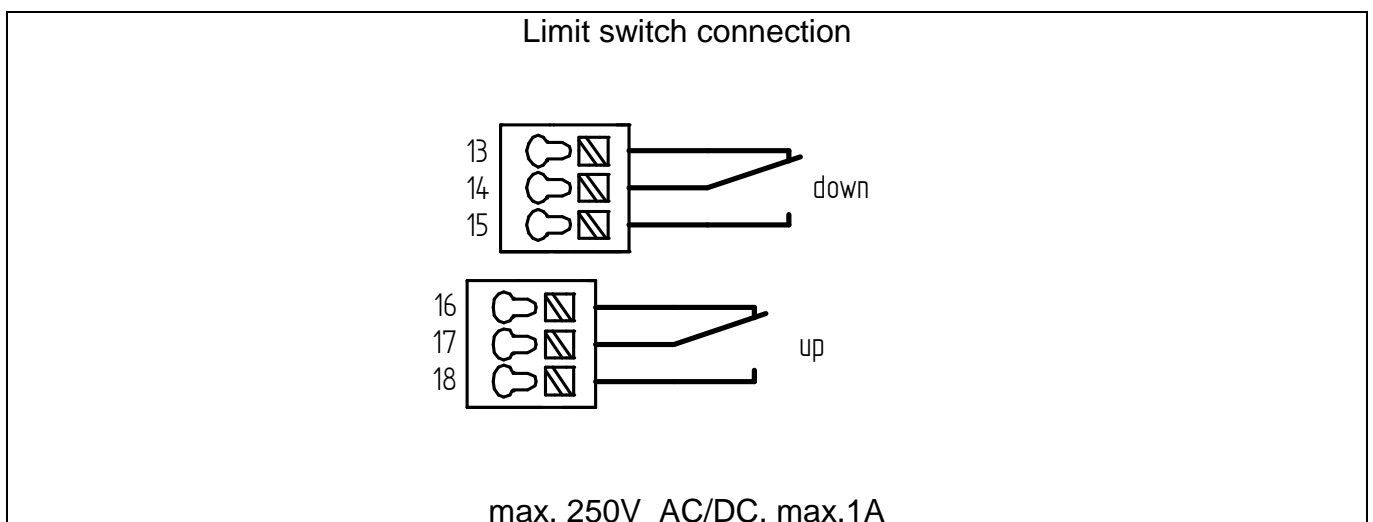 Limit switch connection
13
14
down
15
16
17
up
18
max. 250V AC/DC, max.1A